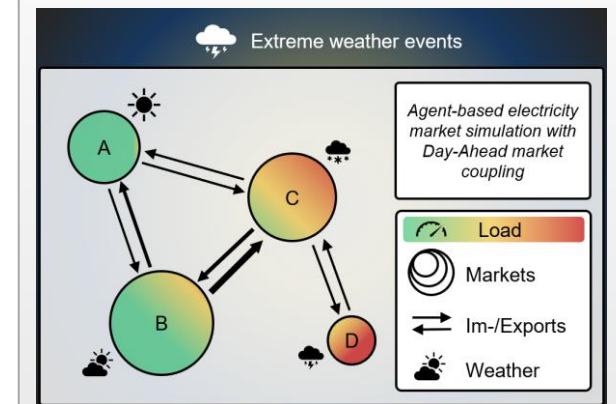 Extreme weather events
A
C
B
D
Agent-based electricity
market simulation with
Day-Ahead market
coupling
Load
Markets
Im-/Exports
Weather